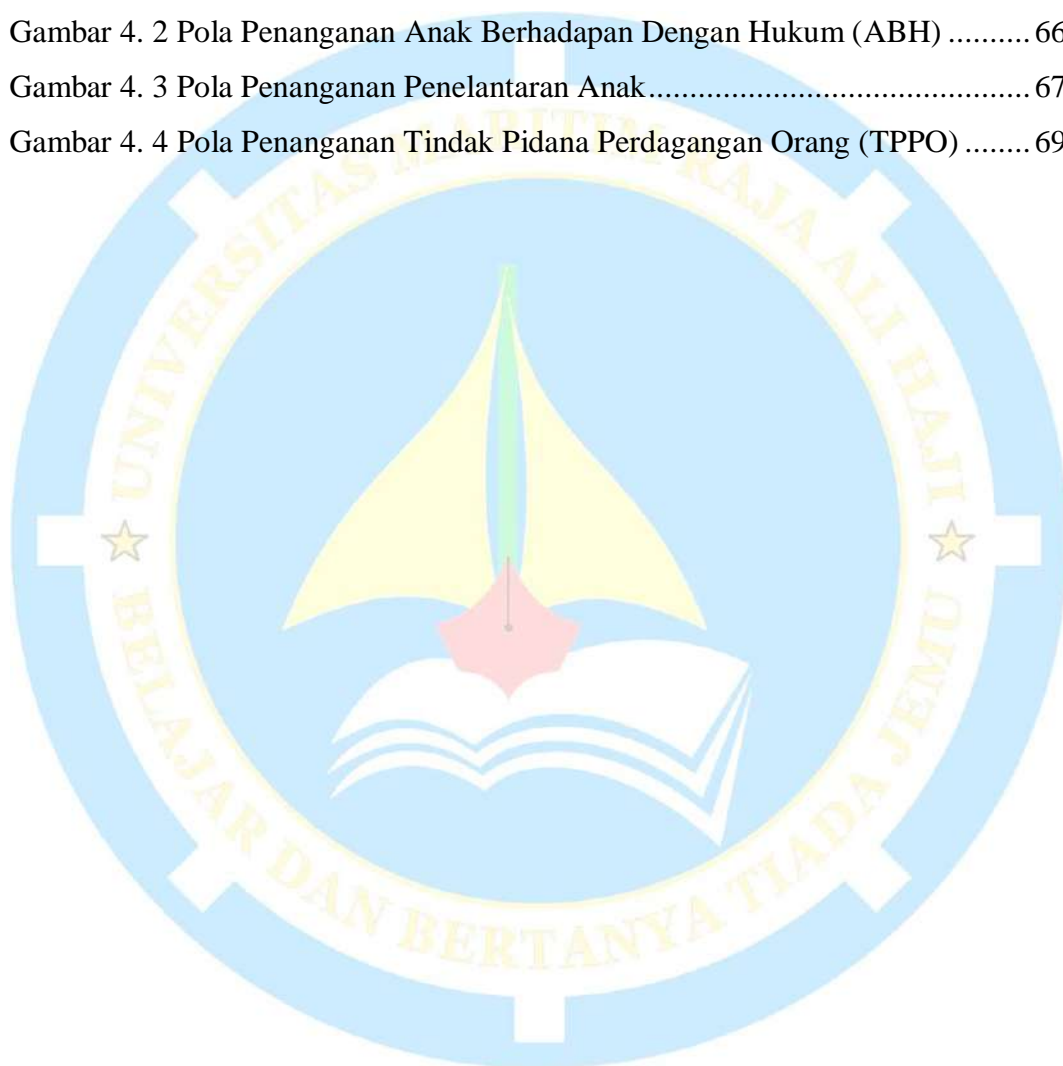 Gambar 4. 2 Pola Penanganan Anak Berhadapan Dengan Hukum (ABH) .......... 66
Gambar 4. 3 Pola Penanganan Penelantaran Anak............................................... 67
Gambar 4. 4 Pola Penanganan Tindak Pidana Perdagangan Orang (TPPO) ........ 69
UNIVERSITAS MARITIM RAJA ALI HAJI
BELAJAR DAN BERTANYA TIADA JEMU